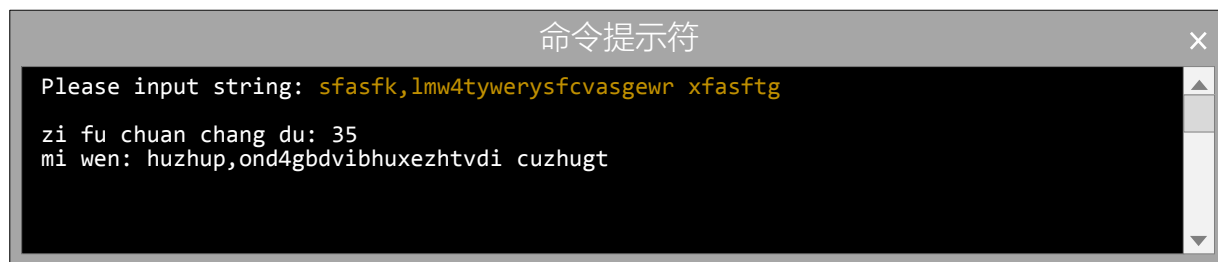 命令提示符
Please input string: sfasfk,lmw4tywerysfcvasgewr xfasftg
zi fu chuan chang du: 35
mi wen: huzhup,ond4gbdvibhuxezhtvdi cuzhugt